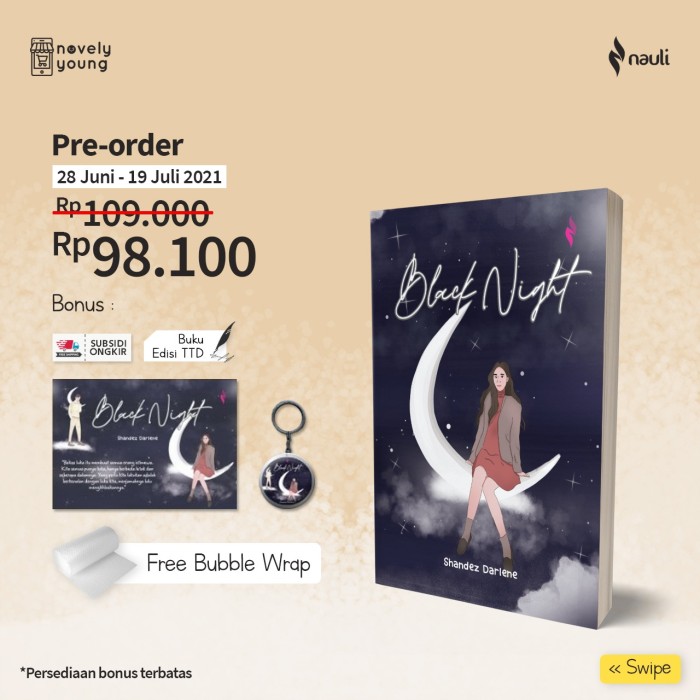 novely
young
nauli
Pre-order
28 Juni - 19 Juli 2021
Rp109.000
Rp98.100
Bonus :
SUBSIDI
ONGKIR
Buku
Edisi TTD
Black Night
Shandez Darlene
Black Night
Free Bubble Wrap
Black Night
Shandez Darlene
*Persediaan bonus terbatas
<< Swipe